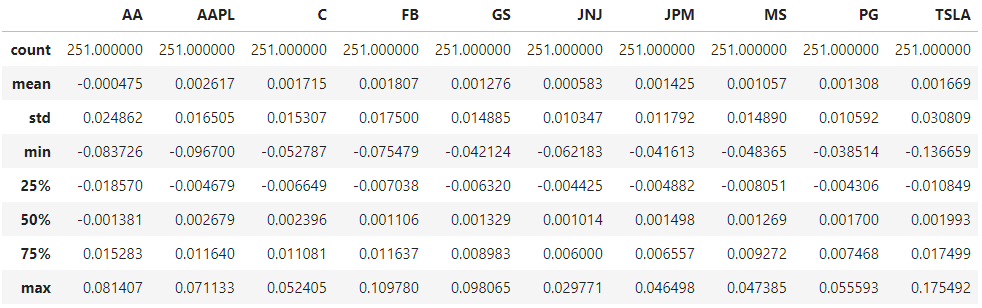 AA AAPL C FB GS JNJ JPM MS PG TSLA
count 251.000000 251.000000 251.000000 251.000000 251.000000 251.000000 251.000000 251.000000 251.000000 251.000000
mean -0.000475 0.002617 0.001715 0.001807 0.001276 0.000583 0.001425 0.001057 0.001308 0.001669
std 0.024862 0.016505 0.015307 0.017500 0.014885 0.010347 0.011792 0.014890 0.010592 0.030809
min -0.083726 -0.096700 -0.052787 -0.075479 -0.042124 -0.062183 -0.041613 -0.048365 -0.038514 -0.136659
25% -0.018570 -0.004679 -0.006649 -0.007038 -0.006320 -0.004425 -0.004882 -0.008051 -0.004306 -0.010849
50% -0.001381 0.002679 0.002396 0.001106 0.001329 0.001014 0.001498 0.001269 0.001700 0.001993
75% 0.015283 0.011640 0.011081 0.011637 0.008983 0.006000 0.006557 0.009272 0.007468 0.017499
max 0.081407 0.071133 0.052405 0.109780 0.098065 0.029771 0.046498 0.047385 0.055593 0.175492